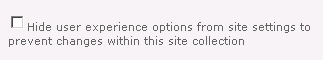 Hide user experience options from site settings to
prevent changes within this site collection